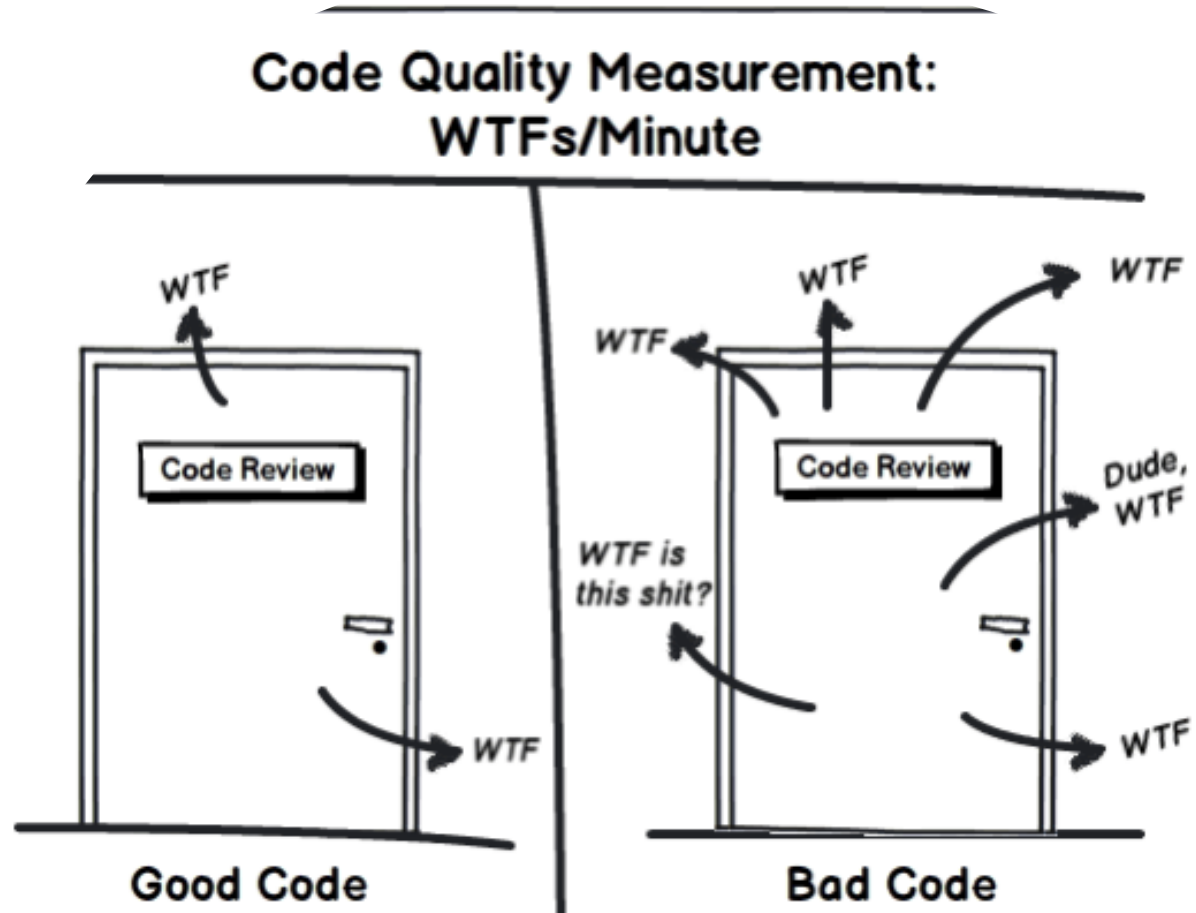 Code Quality Measurement:
WTFs/Minute
WTF
Code Review
WTF
Good Code
WTF
WTF
WTF
Code Review
Dude,
WTF
WTF is
this shit?
WTF
Bad Code